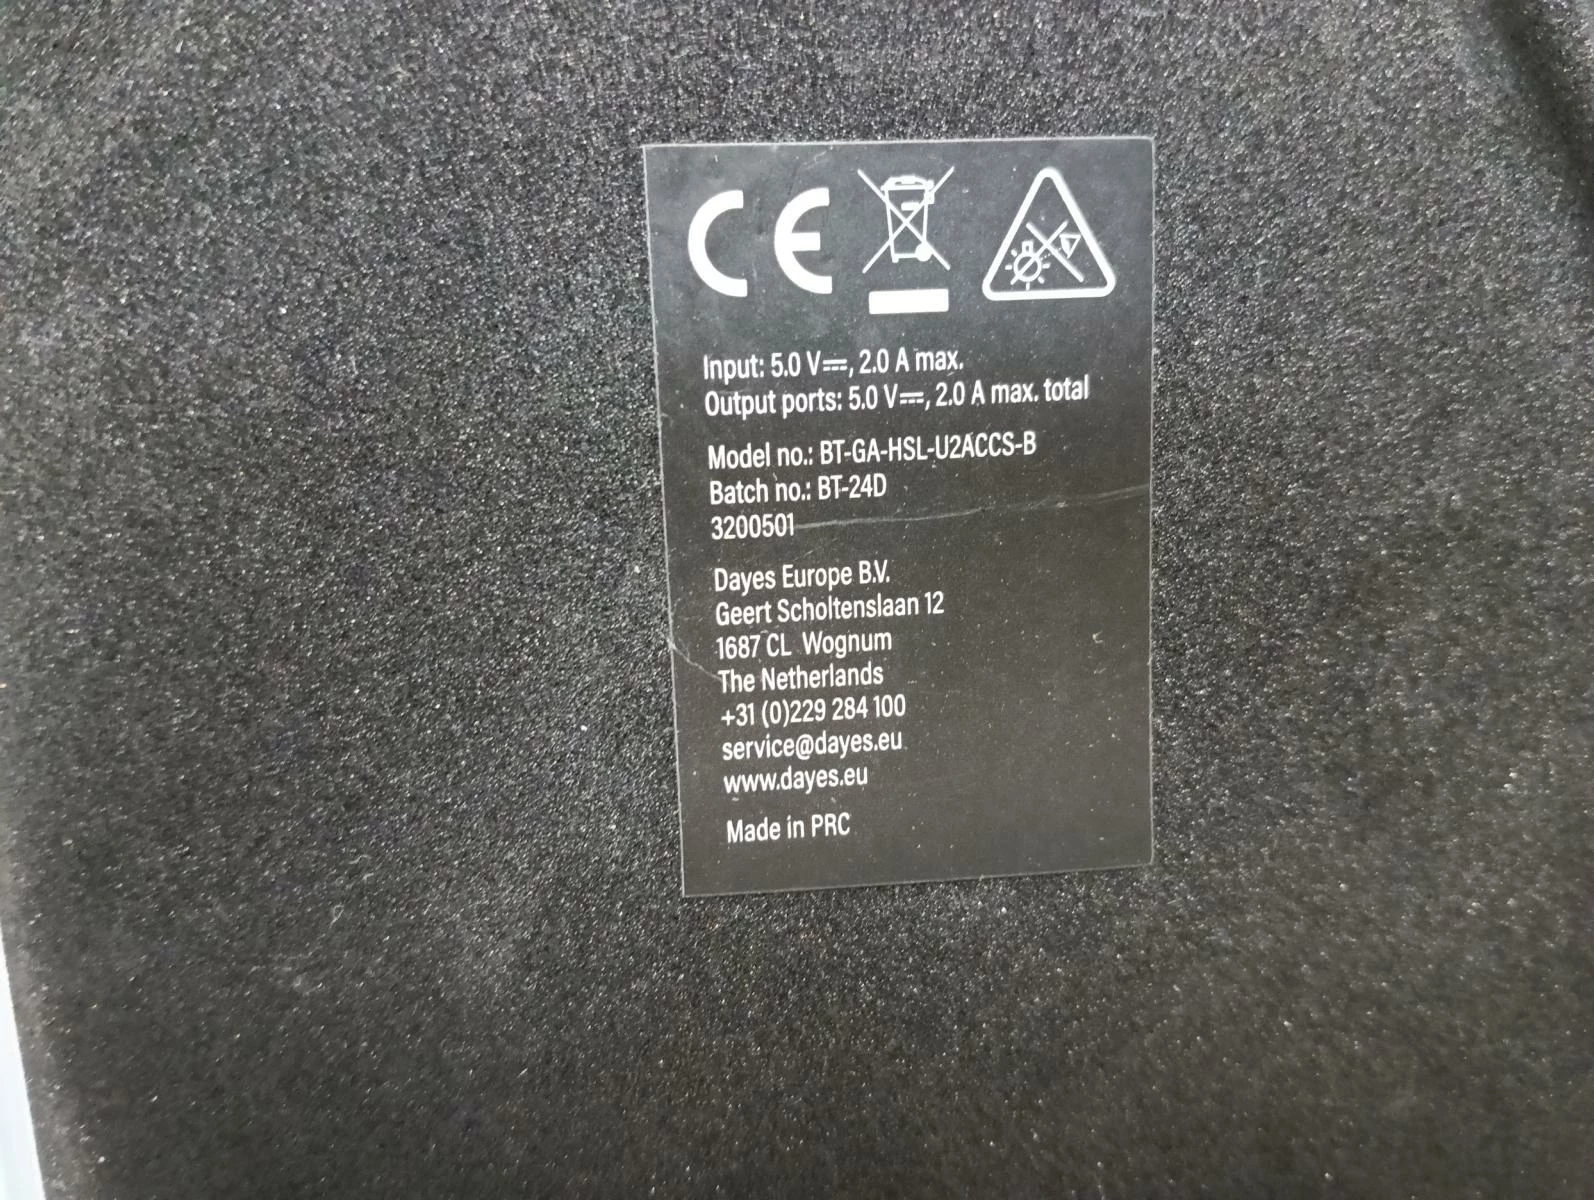 CE
Input: 5.0 V⎓, 2.0 A max.
Output ports: 5.0 V⎓, 2.0 A max. total
Model no.: BT-GA-HSL-U2ACCS-B
Batch no.: BT-24D
3200501
Dayes Europe B.V.
Geert Scholtenslaan 12
1687 CL Wognum
The Netherlands
+31 (0)229 284 100
service@dayes.eu
www.dayes.eu
Made in PRC